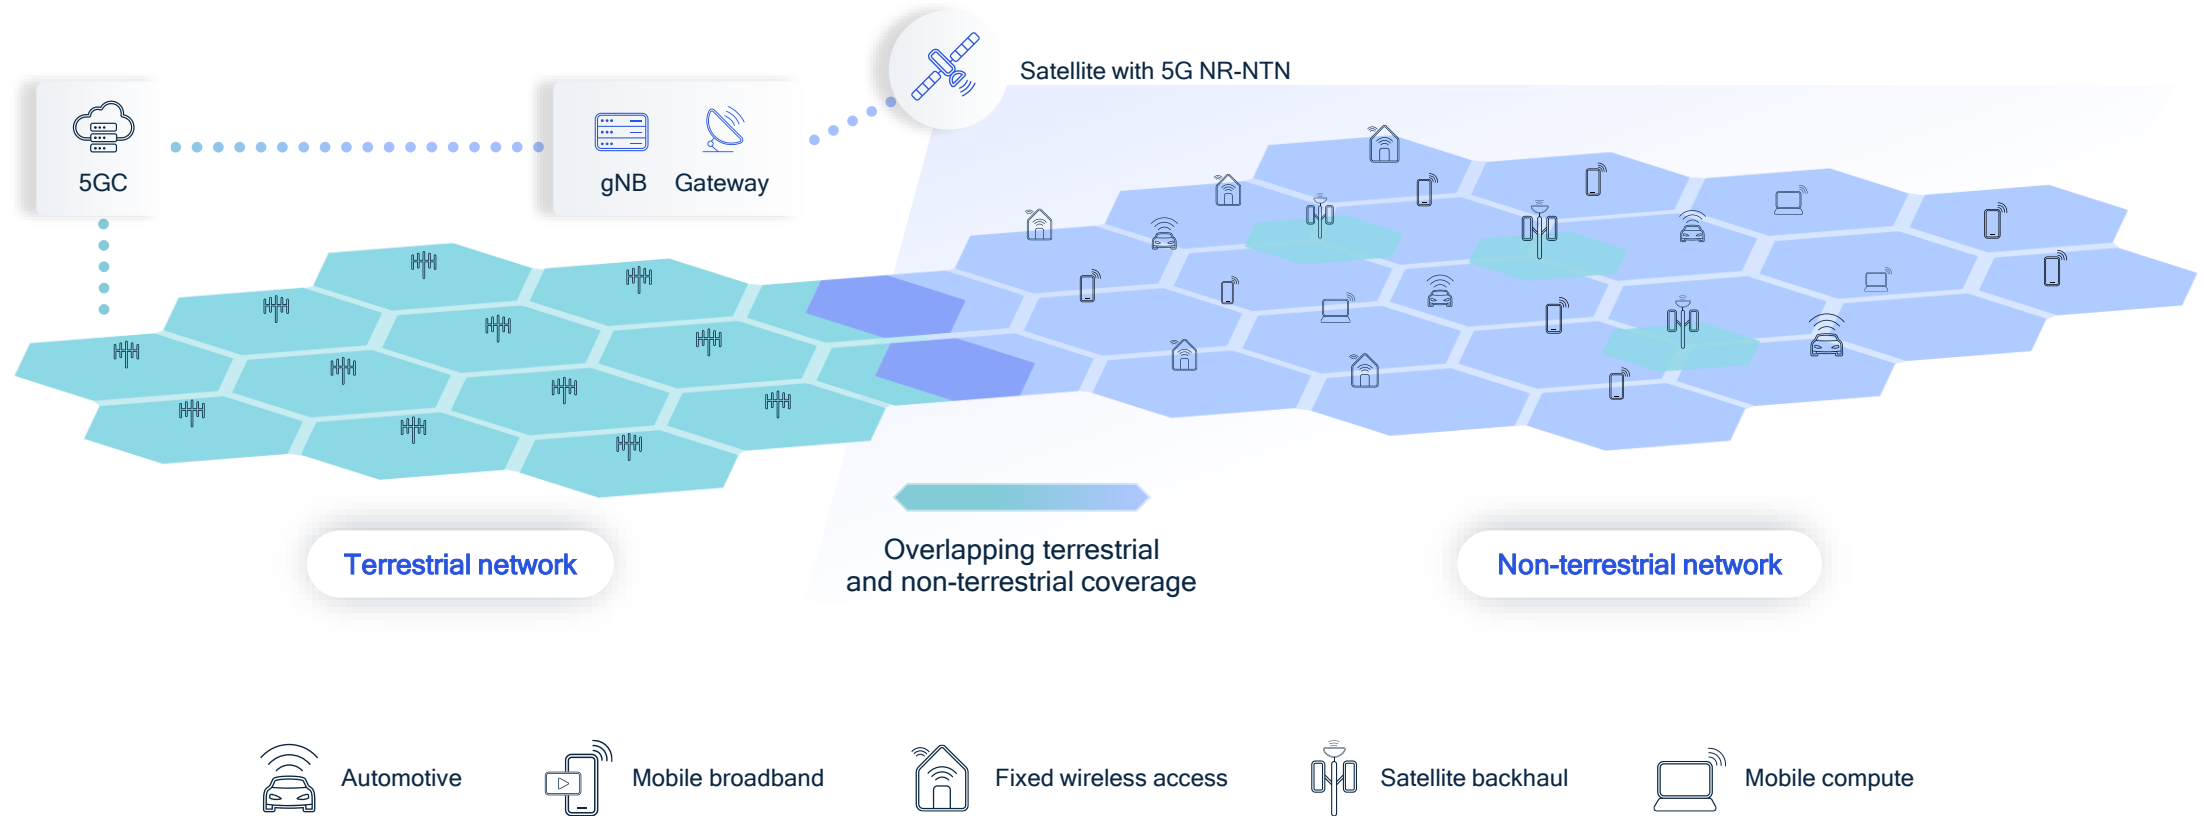 Satellite with 5G NR-NTN
5GC
gNB
Gateway
Overlapping terrestrial
and non-terrestrial coverage
Terrestrial network
Non-terrestrial network
Automotive
Mobile broadband
Fixed wireless access
Satellite backhaul
Mobile compute